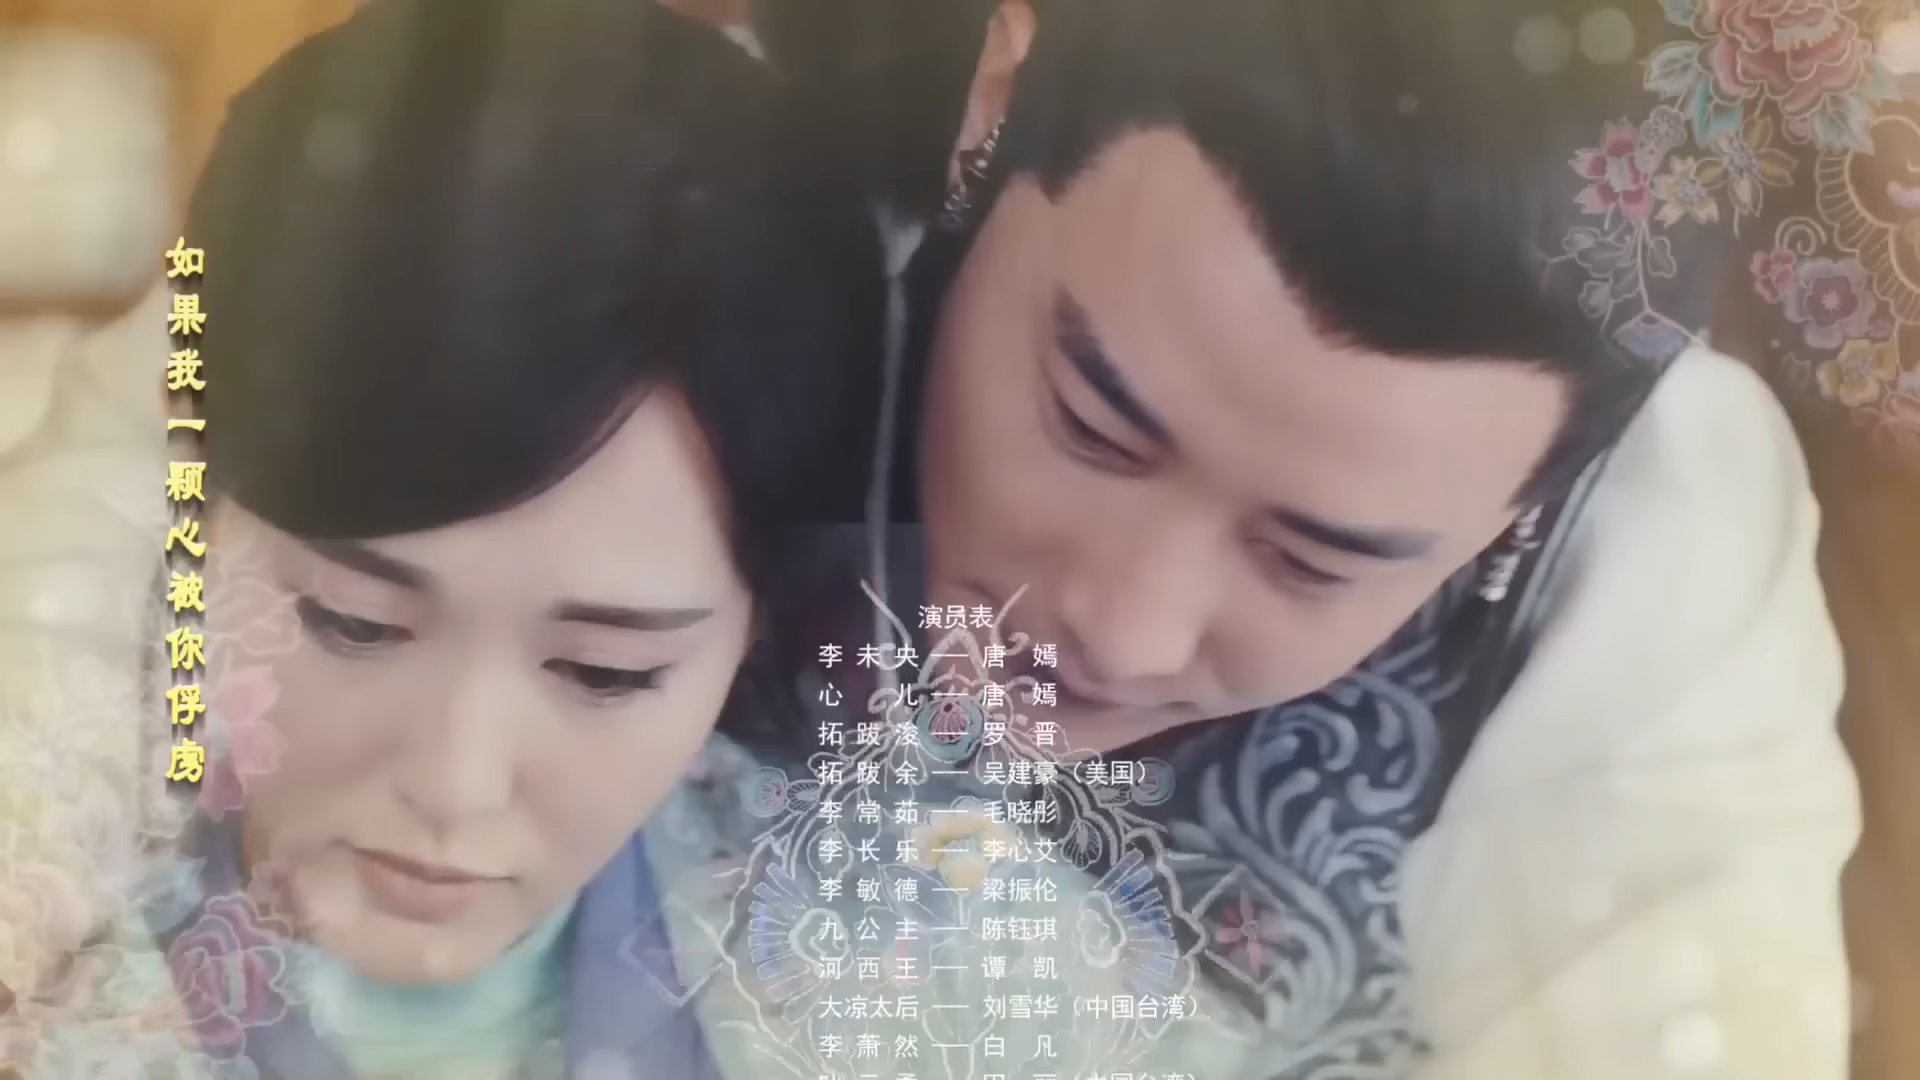 如果我一颗心被你俘虏
演员表
李未央——唐嫣
心儿——唐嫣
拓跋浚——罗晋
拓跋余——吴建豪（美国）
李常茹——毛晓彤
李长乐——李心艾
李敏德——梁振伦
九公主——陈钰琪
河西王——谭凯
大凉太后——刘雪华（中国台湾）
李萧然——白凡